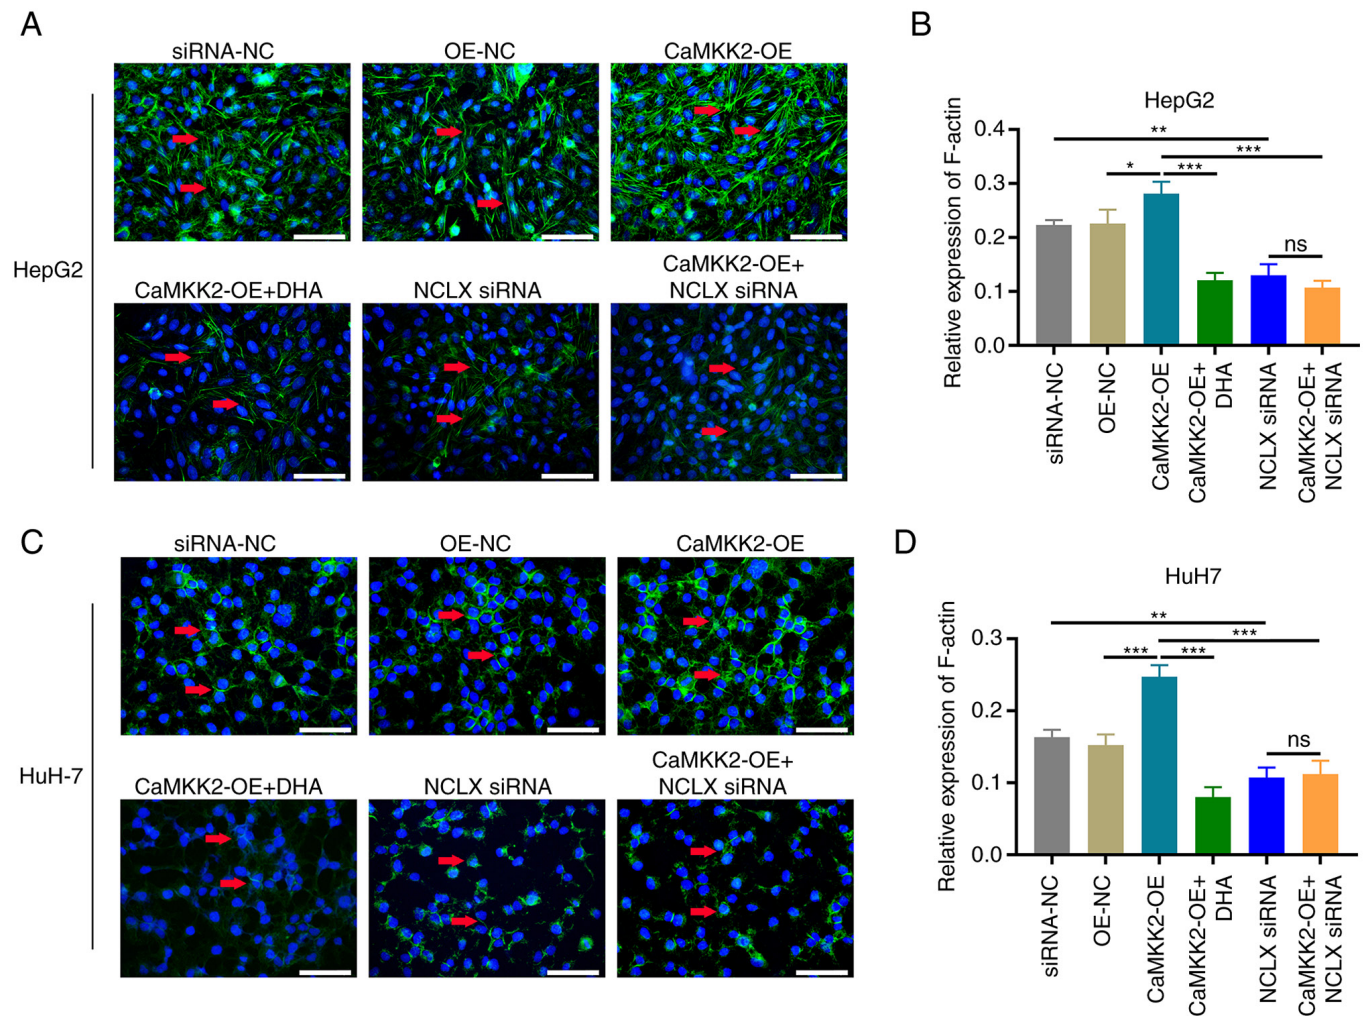 A
siRNA-NC
OE-NC
CaMKK2-OE
HepG2
CaMKK2-OE+DHA
NCLX siRNA
CaMKK2-OE+
NCLX siRNA
B
HepG2
Relative expression of F-actin
0.4
0.3
0.2
0.1
0.0
**
***
*
***
ns
siRNA-NC
OE-NC
CaMKK2-OE
CaMKK2-OE+
DHA
NCLX siRNA
CaMKK2-OE+
NCLX siRNA
C
siRNA-NC
OE-NC
CaMKK2-OE
HuH-7
CaMKK2-OE+DHA
NCLX siRNA
CaMKK2-OE+
NCLX siRNA
D
HuH7
Relative expression of F-actin
0.3
0.2
0.1
0.0
**
***
***
***
ns
siRNA-NC
OE-NC
CaMKK2-OE
CaMKK2-OE+
DHA
NCLX siRNA
CaMKK2-OE+
NCLX siRNA